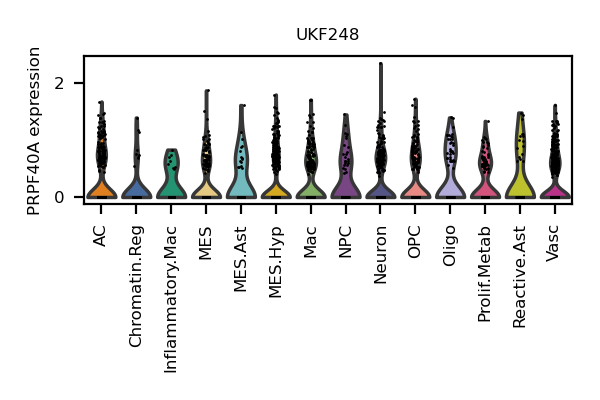 UKF248
PRPF40A expression
2
0
AC
Chromatin.Reg
Inflammatory.Mac
MES
MES.Ast
MES.Hyp
Mac
NPC
Neuron
OPC
Oligo
Prolif.Metab
Reactive.Ast
Vasc